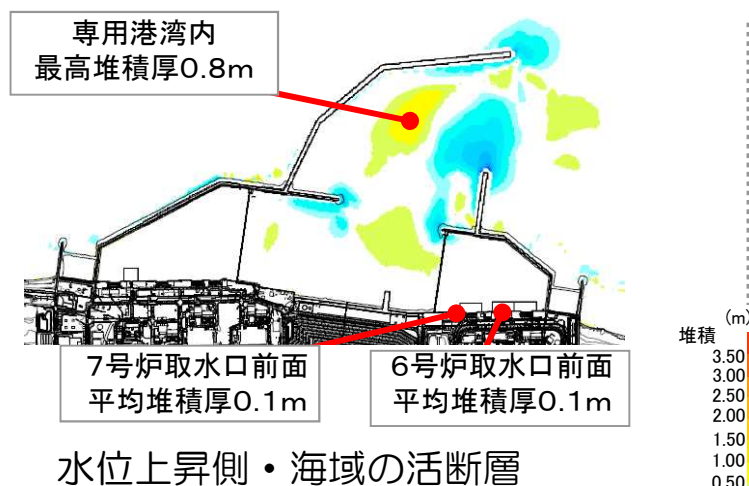 専用港湾内
最高堆積厚0.8m
7号炉取水口前面
平均堆積厚0.1m
6号炉取水口前面
平均堆積厚0.1m
水位上昇側・海域の活断層
(m)
堆積
3.50
3.00
2.50
2.00
1.50
1.00
0.50